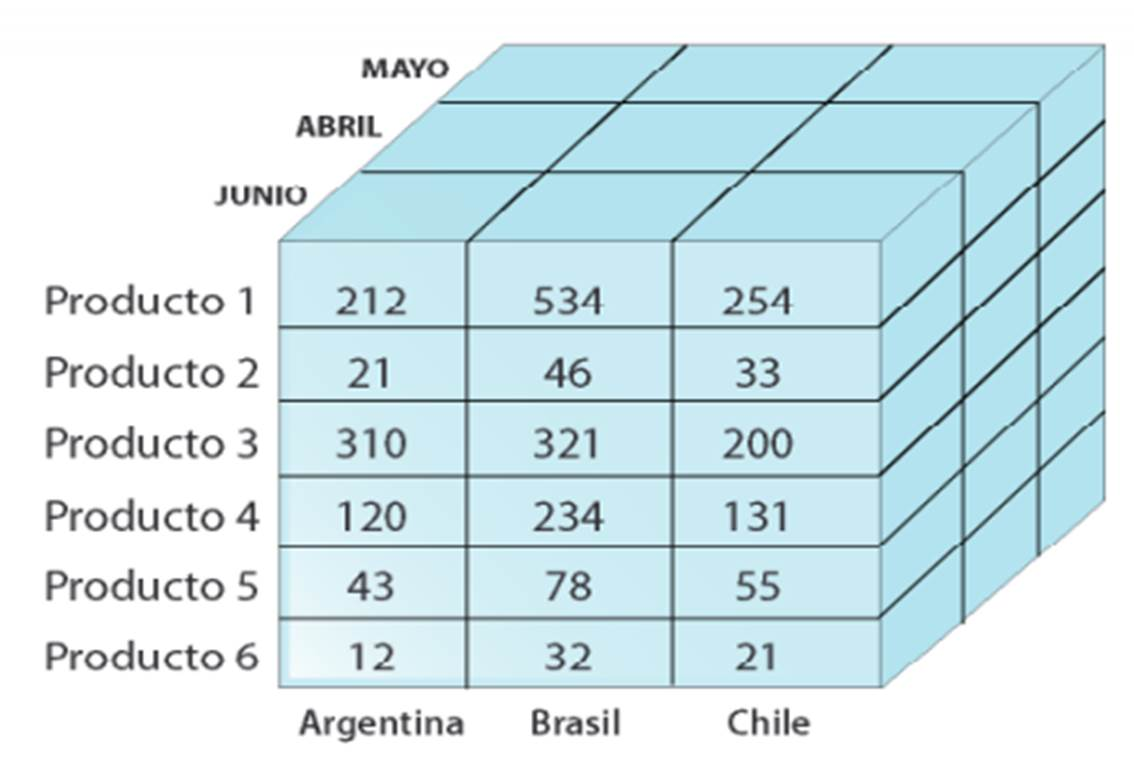 MAYO
ABRIL
JUNIO
Producto 1 212 534 254
Producto 2 21 46 33
Producto 3 310 321 200
Producto 4 120 234 131
Producto 5 43 78 55
Producto 6 12 32 21
Argentina Brasil Chile